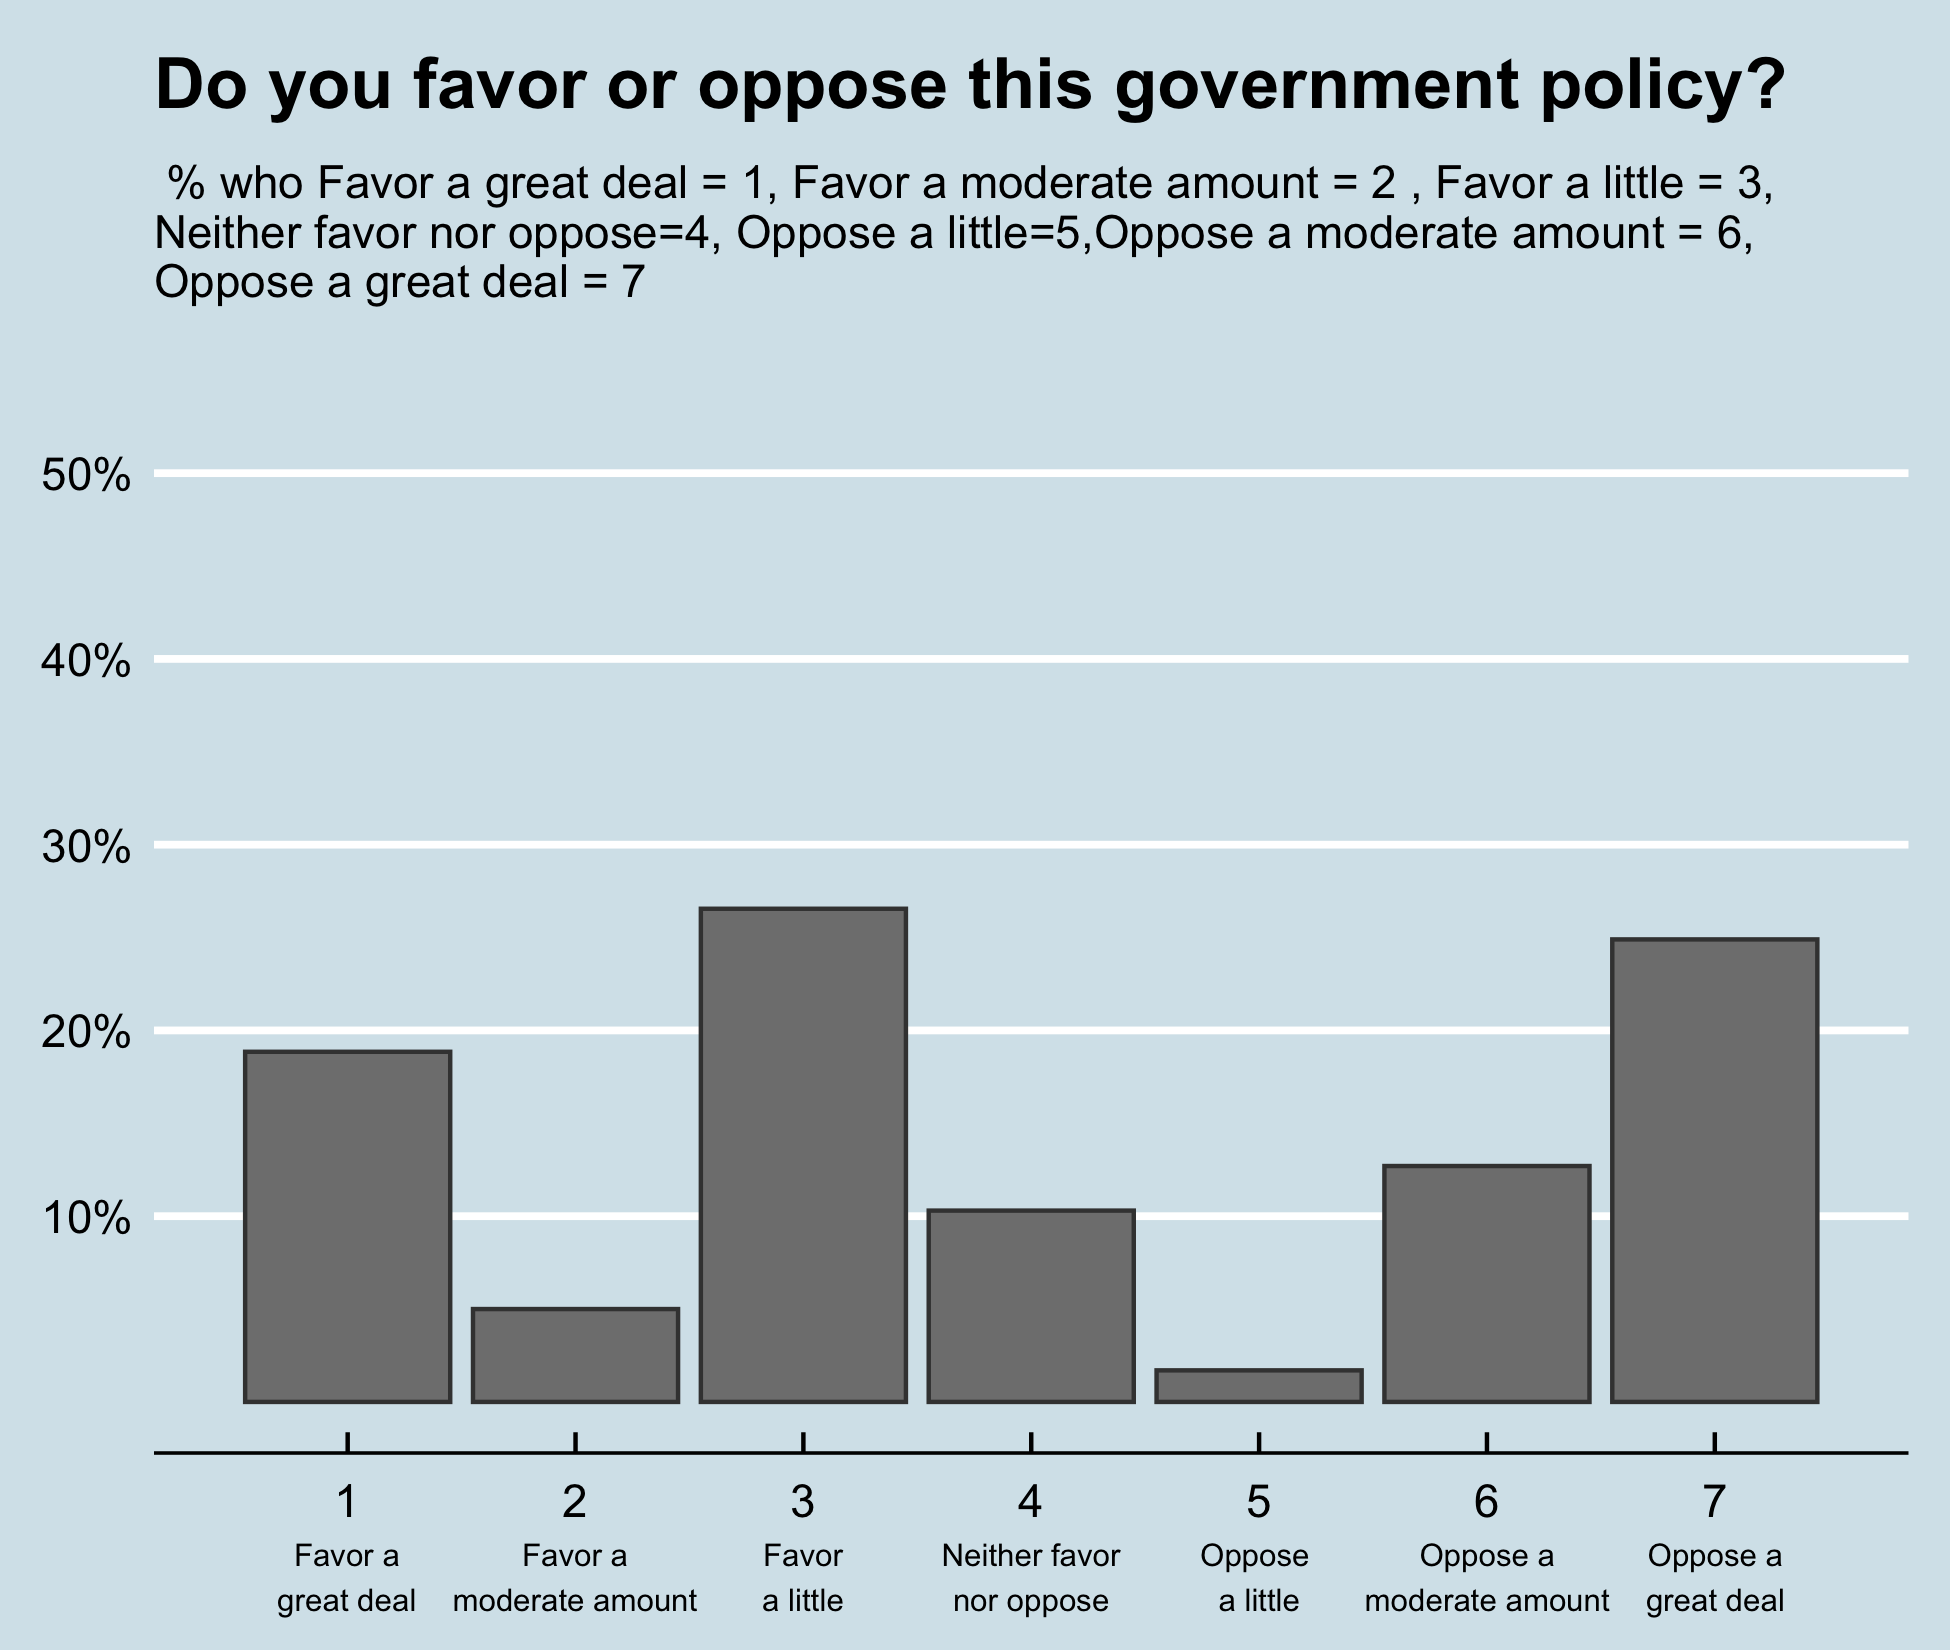 Do you favor or oppose this government policy?
% who Favor a great deal = 1, Favor a moderate amount = 2 , Favor a little = 3,
Neither favor nor oppose=4, Oppose a little=5,Oppose a moderate amount = 6,
Oppose a great deal = 7
50%
40%
30%
20%
10%
1 2 3 4 5 6 7
Favor a Favor a Favor Neither favor Oppose Oppose a Oppose a
great deal moderate amount a little nor oppose a little moderate amount great deal